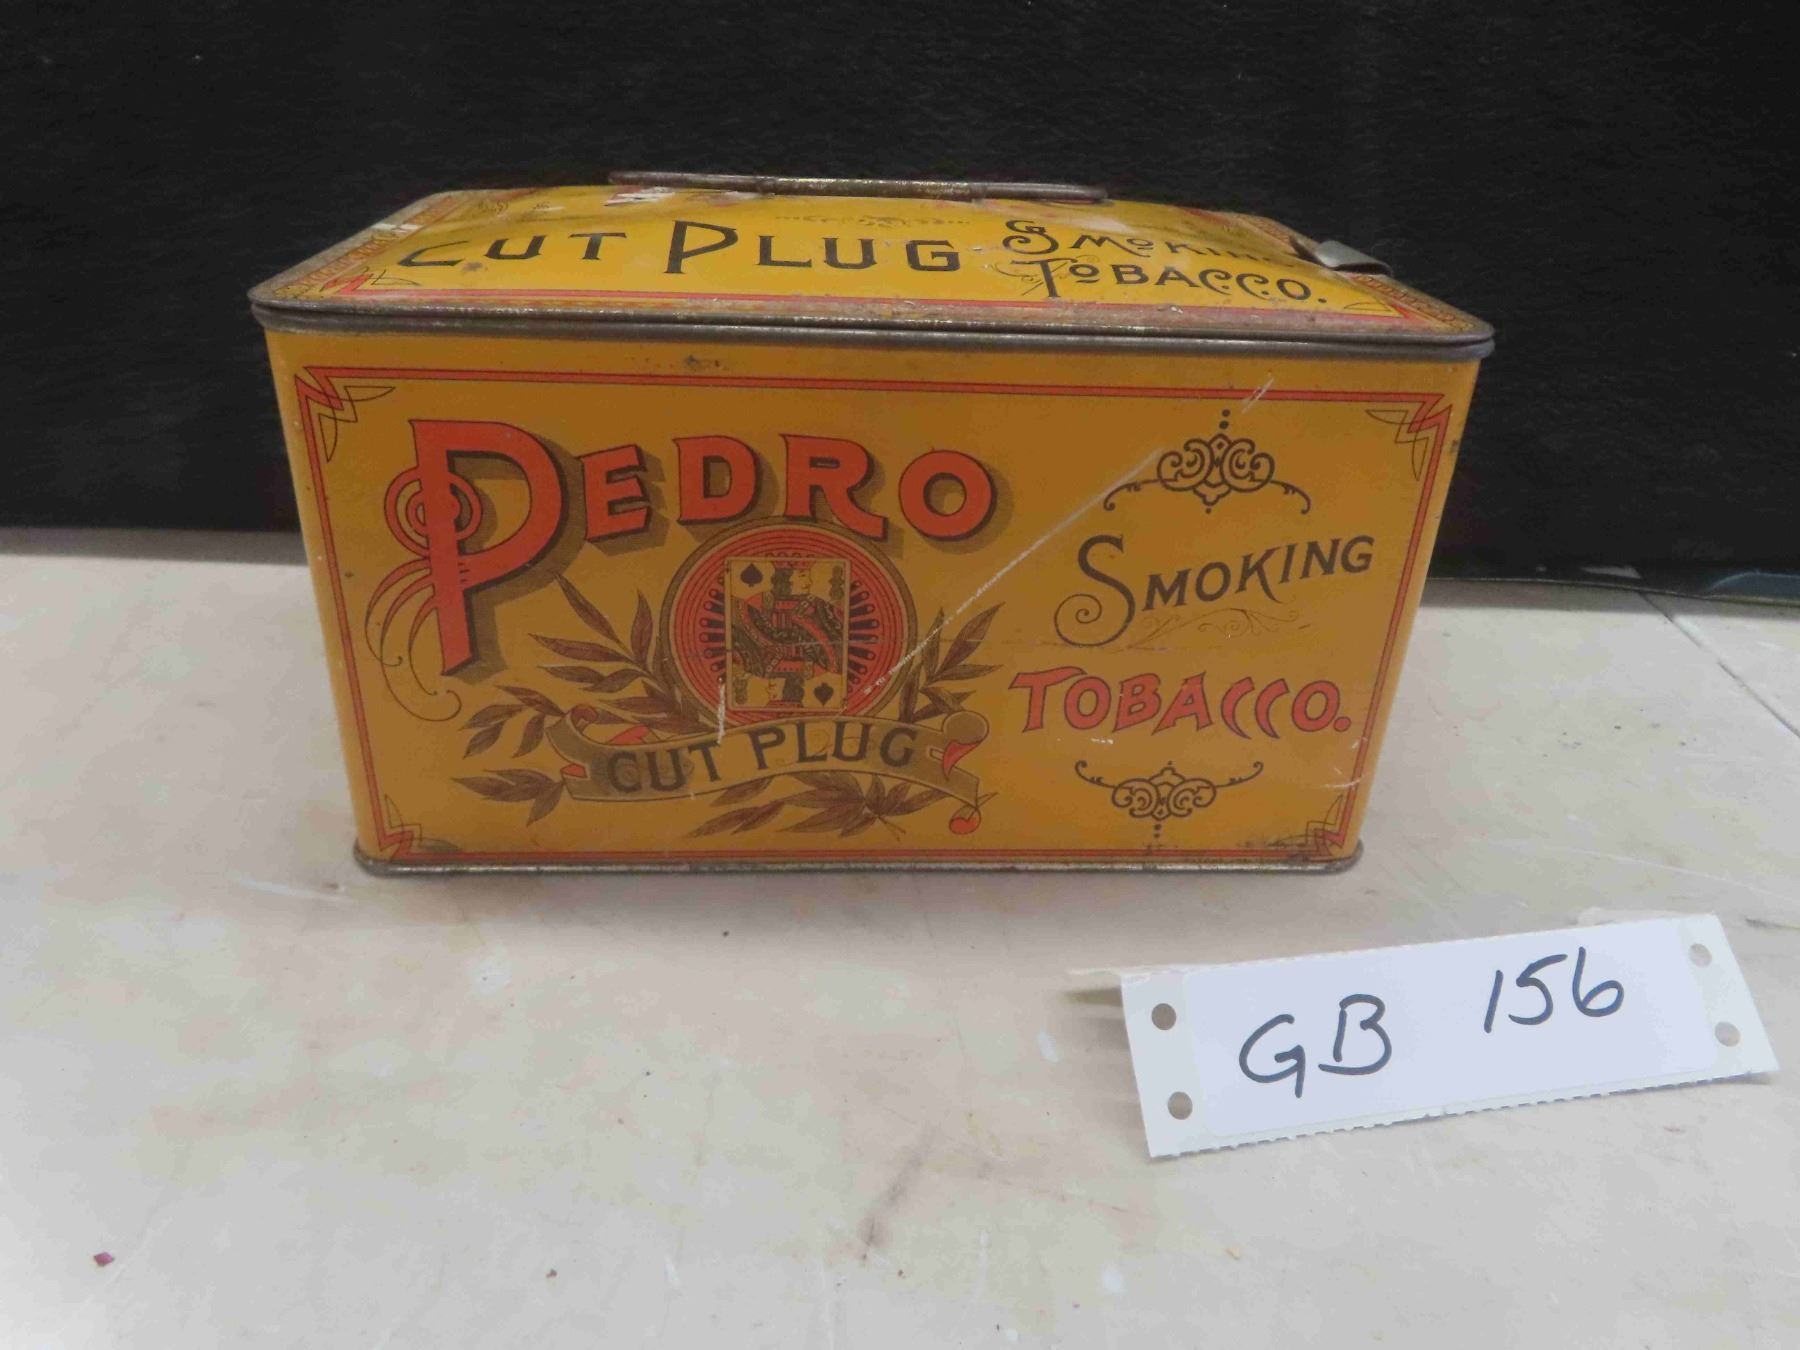 CUT PLUG SMOKING
TOBACCO.
PEDRO
CUT PLUG
SMOKING
TOBACCO.
GB 156